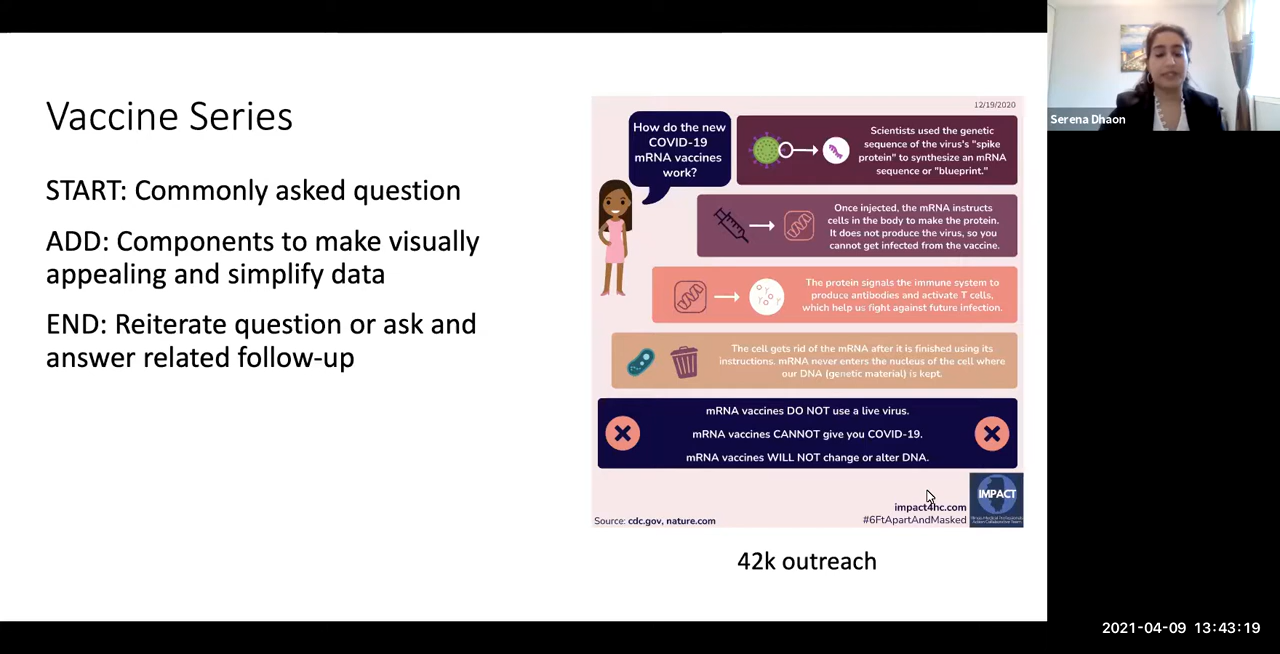 Vaccine Series
START: Commonly asked question
ADD: Components to make visually
appealing and simplify data
END: Reiterate question or ask and
answer related follow-up
12/19/2020
How do the new
COVID-19
mRNA vaccines
work?
Scientists used the genetic
sequence of the virus's "spike
protein" to synthesize an mRNA
sequence or "blueprint."
Once injected, the mRNA instructs
cells in the body to make the protein.
It does not produce the virus, so you
cannot get infected from the vaccine.
The protein signals the immune system to
produce antibodies and activate T cells,
which help us fight against future infection.
The cell gets rid of the mRNA after it is finished using its
instructions. mRNA never enters the nucleus of the cell where
our DNA (genetic material) is kept.
mRNA vaccines DO NOT use a live virus.
mRNA vaccines CANNOT give you COVID-19.
mRNA vaccines WILL NOT change or alter DNA.
Source: cdc.gov, nature.com
impact4hc.com
#6FtApartAndMasked
IMPACT
42k outreach
Serena Dhaon
2021-04-09 13:43:19